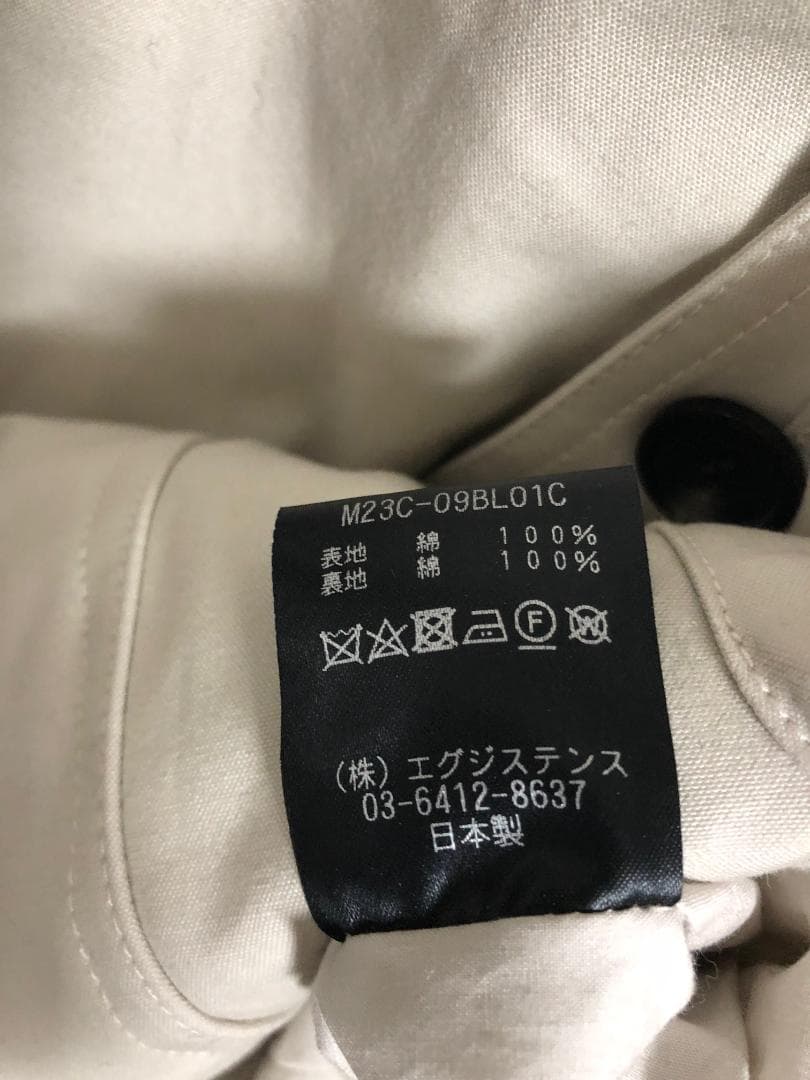 M23C-09BL01C
表地 綿 100%
裏地 綿 100%
F W
(株) エグジステンス
03-6412-8637
日本製